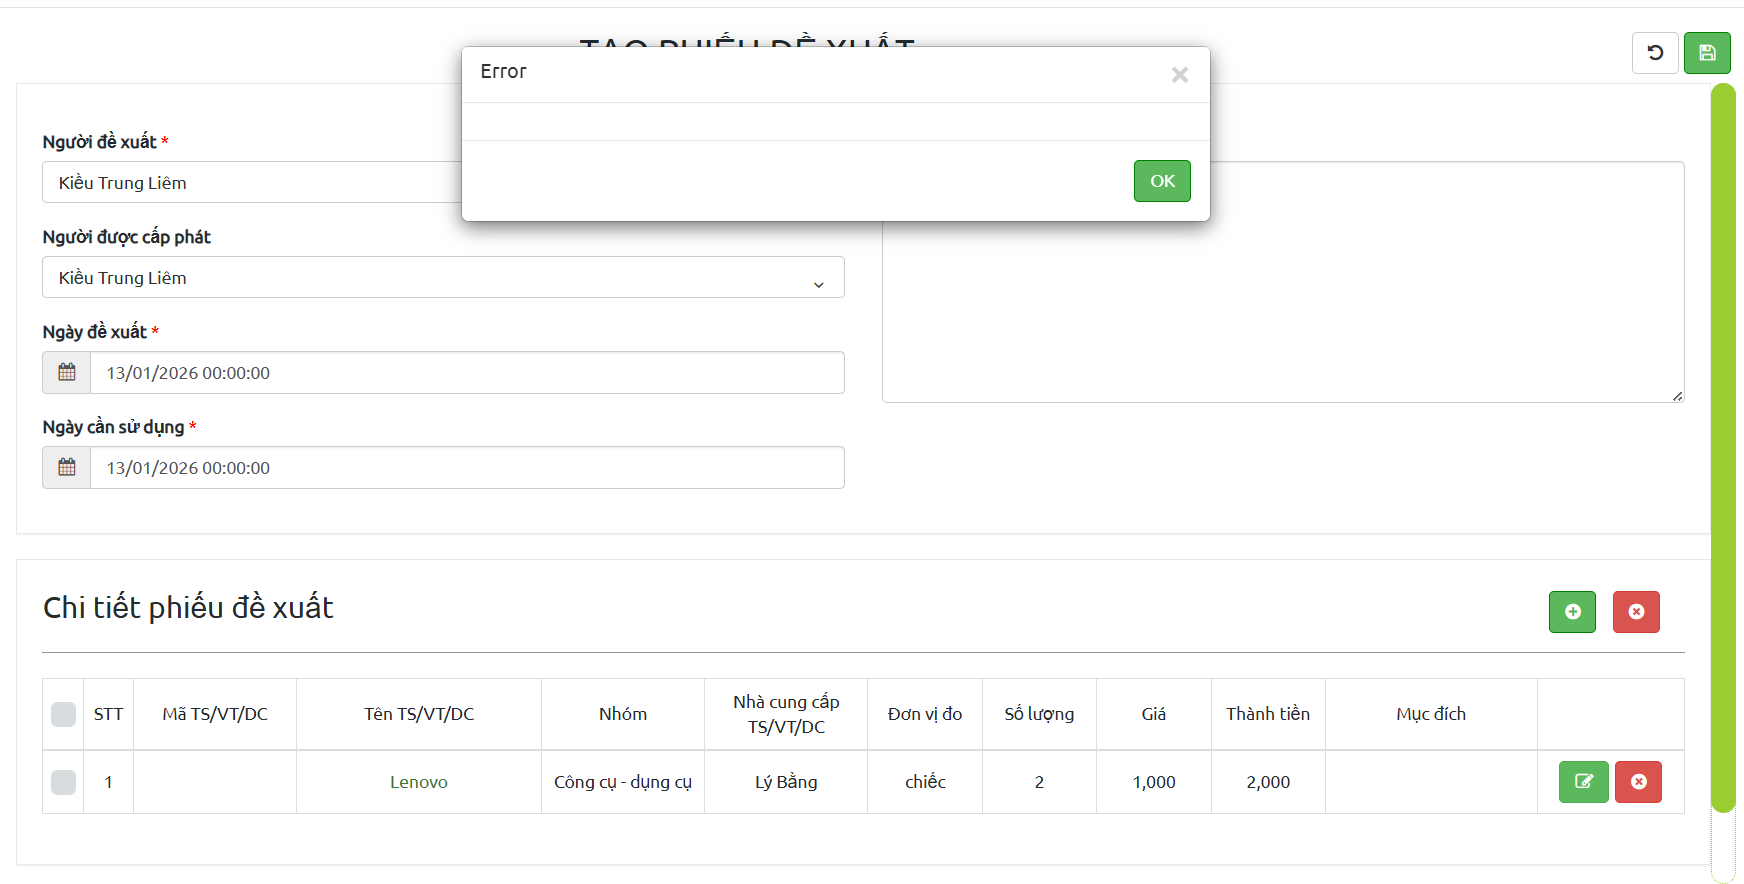 TẠO PHIẾU ĐỀ XUẤT
Error
×
OK
Người đề xuất *
Kiều Trung Liêm
Người được cấp phát
Kiều Trung Liêm
Ngày đề xuất *
13/01/2026 00:00:00
Ngày cần sử dụng *
13/01/2026 00:00:00
Chi tiết phiếu đề xuất
STT Mã TS/VT/DC Tên TS/VT/DC Nhóm Nhà cung cấp TS/VT/DC Đơn vị đo Số lượng Giá Thành tiền Mục đích
1 Lenovo Công cụ - dụng cụ Lý Bằng chiếc 2 1,000 2,000